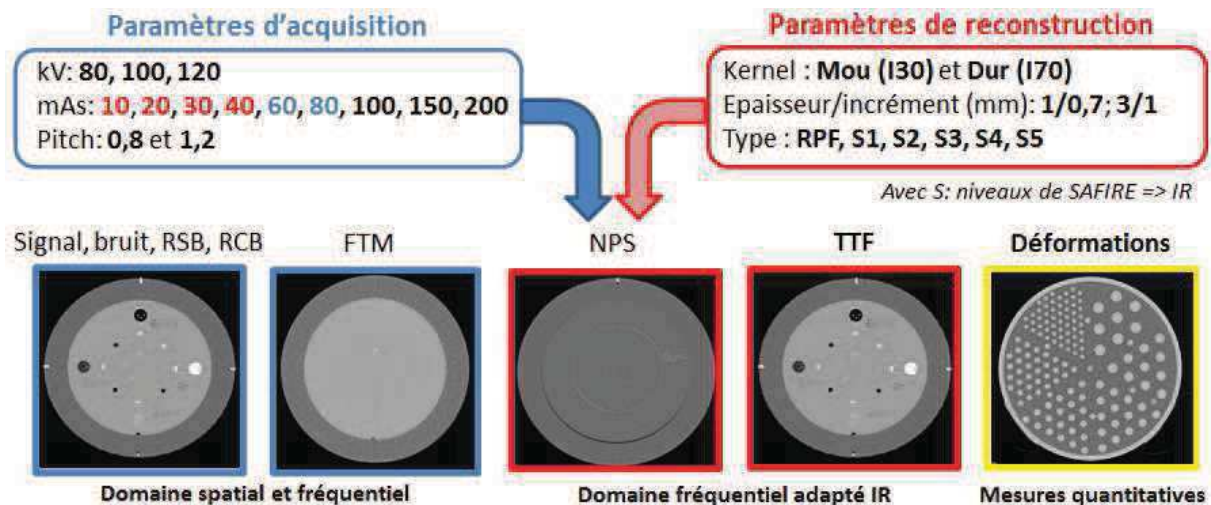 Paramètres d'acquisition
kV: 80, 100, 120
mAs: 10, 20, 30, 40, 60, 80, 100, 150, 200
Pitch: 0,8 et 1,2
Paramètres de reconstruction
Kernel : Mou (I30) et Dur (I70)
Epaisseur/incrément (mm): 1/0,7; 3/1
Type : RPF, S1, S2, S3, S4, S5
Avec S: niveaux de SAFIRE => IR
Signal, bruit, RSB, RCB
FTM
NPS
TTF
Déformations
Domaine spatial et fréquentiel
Domaine fréquentiel adapté IR
Mesures quantitatives